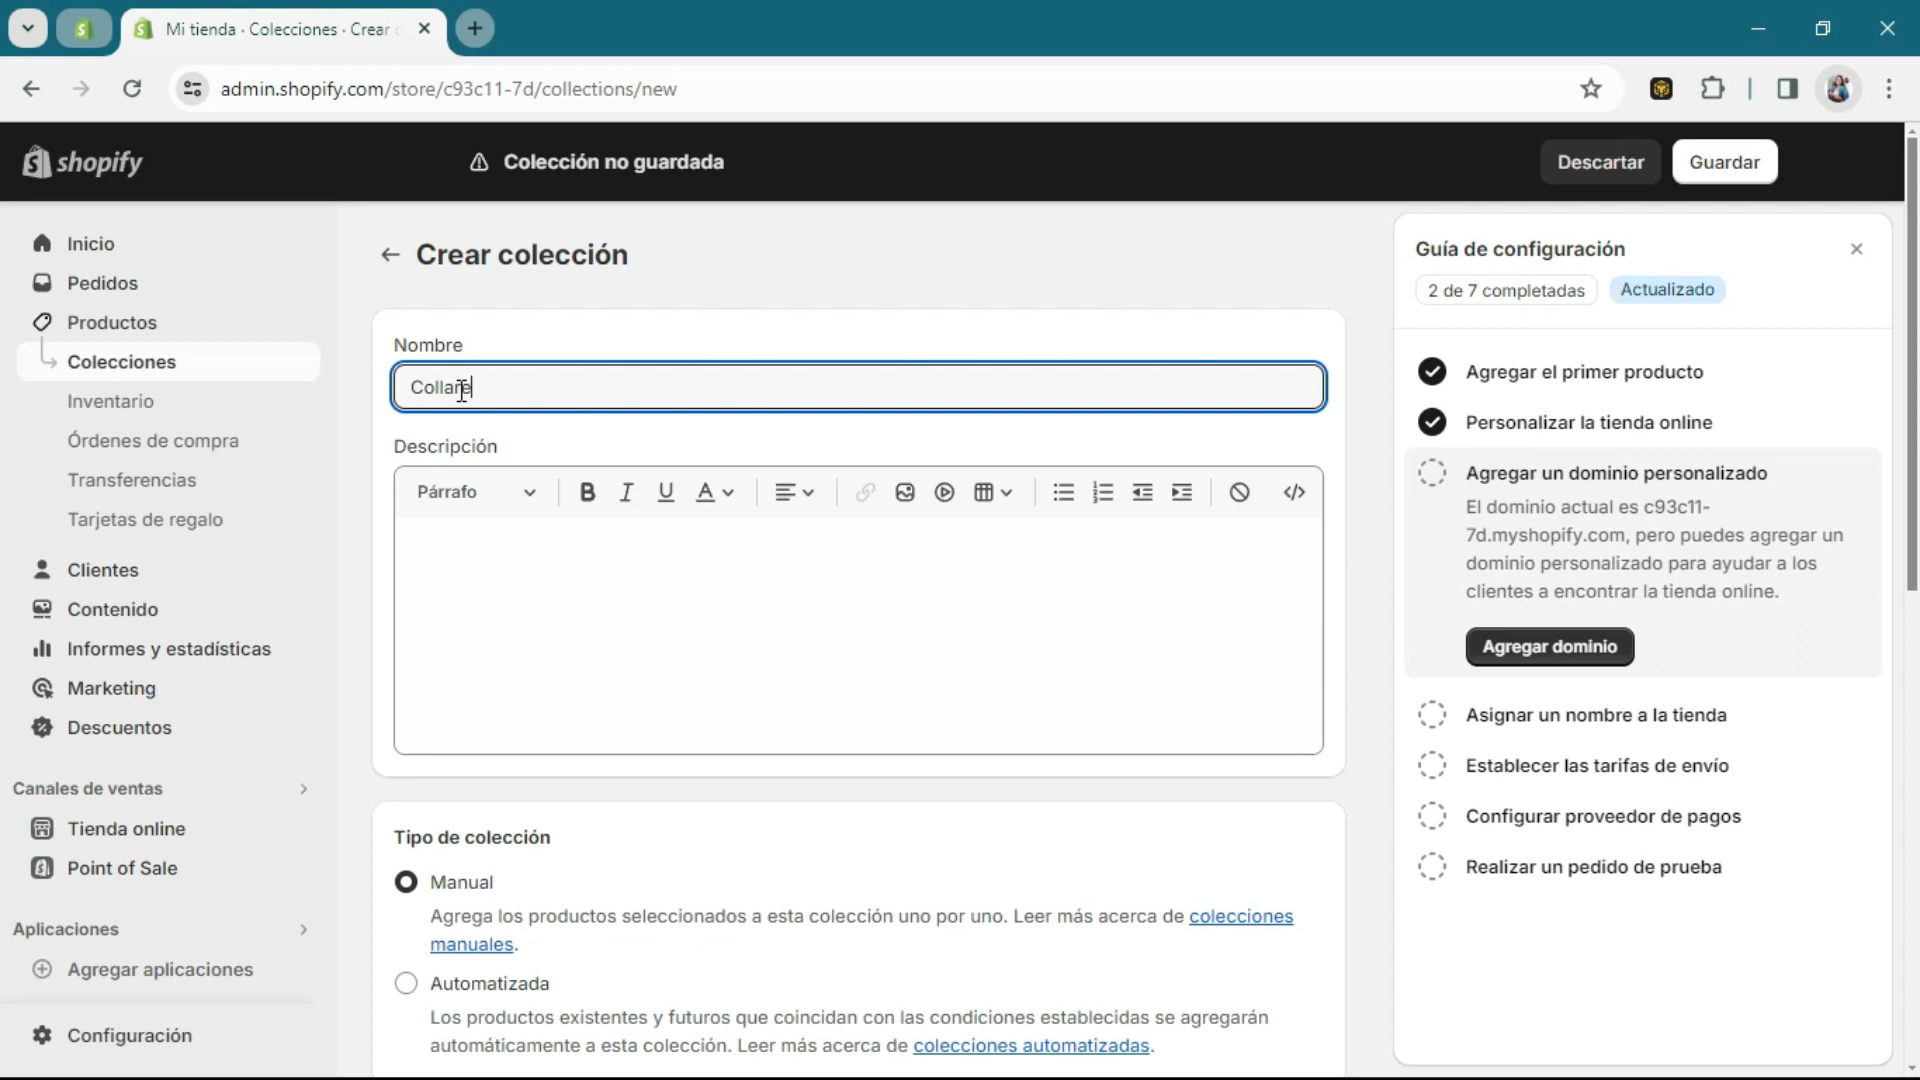 Mi tienda · Colecciones · Crear c
admin.shopify.com/store/c93c11-7d/collections/new
shopify
Colección no guardada
Descartar
Guardar
Inicio
Pedidos
Productos
Colecciones
Inventario
Órdenes de compra
Transferencias
Tarjetas de regalo
Clientes
Contenido
Informes y estadísticas
Marketing
Descuentos
Canales de ventas
Tienda online
Point of Sale
Aplicaciones
Agregar aplicaciones
Configuración
Crear colección
Nombre
Collare
Descripción
Párrafo
Tipo de colección
Manual
Agrega los productos seleccionados a esta colección uno por uno. Leer más acerca de colecciones
manuales.
Automatizada
Los productos existentes y futuros que coincidan con las condiciones establecidas se agregarán
automáticamente a esta colección. Leer más acerca de colecciones automatizadas.
Guía de configuración
2 de 7 completadas
Actualizado
Agregar el primer producto
Personalizar la tienda online
Agregar un dominio personalizado
El dominio actual es c93c11-
7d.myshopify.com, pero puedes agregar un
dominio personalizado para ayudar a los
clientes a encontrar la tienda online.
Agregar dominio
Asignar un nombre a la tienda
Establecer las tarifas de envío
Configurar proveedor de pagos
Realizar un pedido de prueba